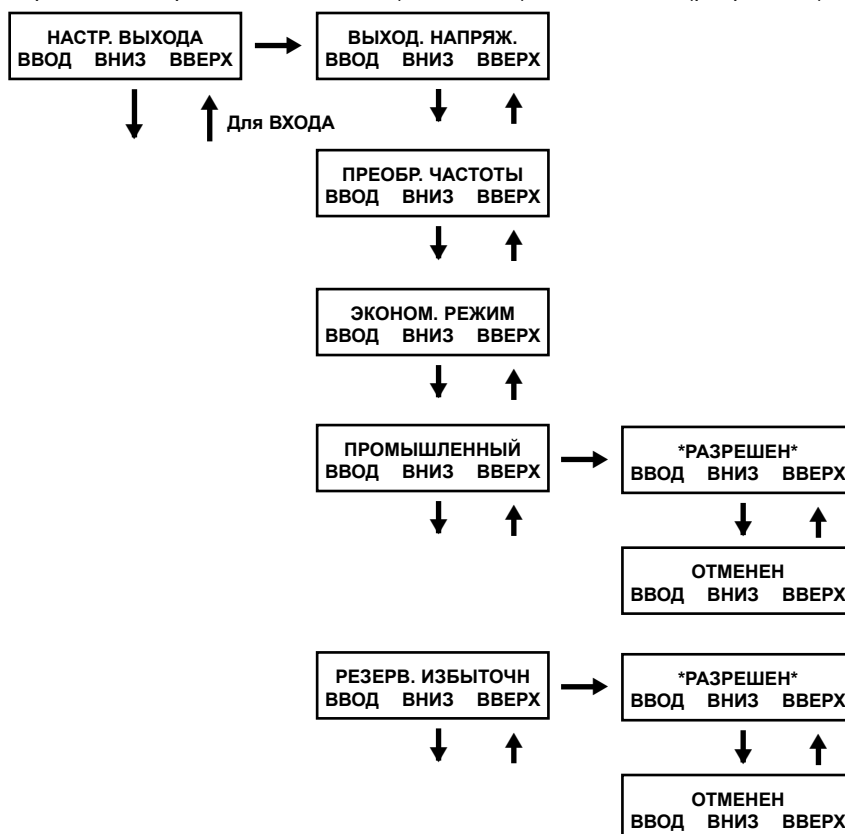 НАСТР. ВЫХОДА
ВВОД ВНИЗ ВВЕРХ
ВЫХОД. НАПРЯЖ.
ВВОД ВНИЗ ВВЕРХ
Для ВХОДА
ПРЕОБР. ЧАСТОТЫ
ВВОД ВНИЗ ВВЕРХ
ЭКОНОМ. РЕЖИМ
ВВОД ВНИЗ ВВЕРХ
ПРОМЫШЛЕННЫЙ
ВВОД ВНИЗ ВВЕРХ
*РАЗРЕШЕН*
ВВОД ВНИЗ ВВЕРХ
ОТМЕНЕН
ВВОД ВНИЗ ВВЕРХ
РЕЗЕРВ. ИЗБЫТОЧН
ВВОД ВНИЗ ВВЕРХ
*РАЗРЕШЕН*
ВВОД ВНИЗ ВВЕРХ
ОТМЕНЕН
ВВОД ВНИЗ ВВЕРХ